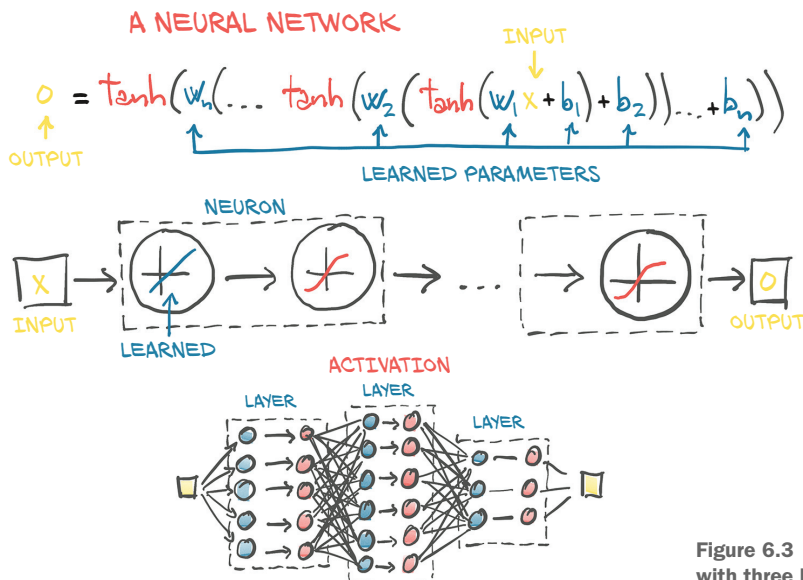 A NEURAL NETWORK
INPUT
o = tanh(wn(... tanh(w2(tanh(w1 x + b1) + b2))... + bn))
OUTPUT
LEARNED PARAMETERS
NEURON
x
...
o
INPUT
OUTPUT
LEARNED
ACTIVATION
LAYER
LAYER
LAYER
Figure 6.3
with three